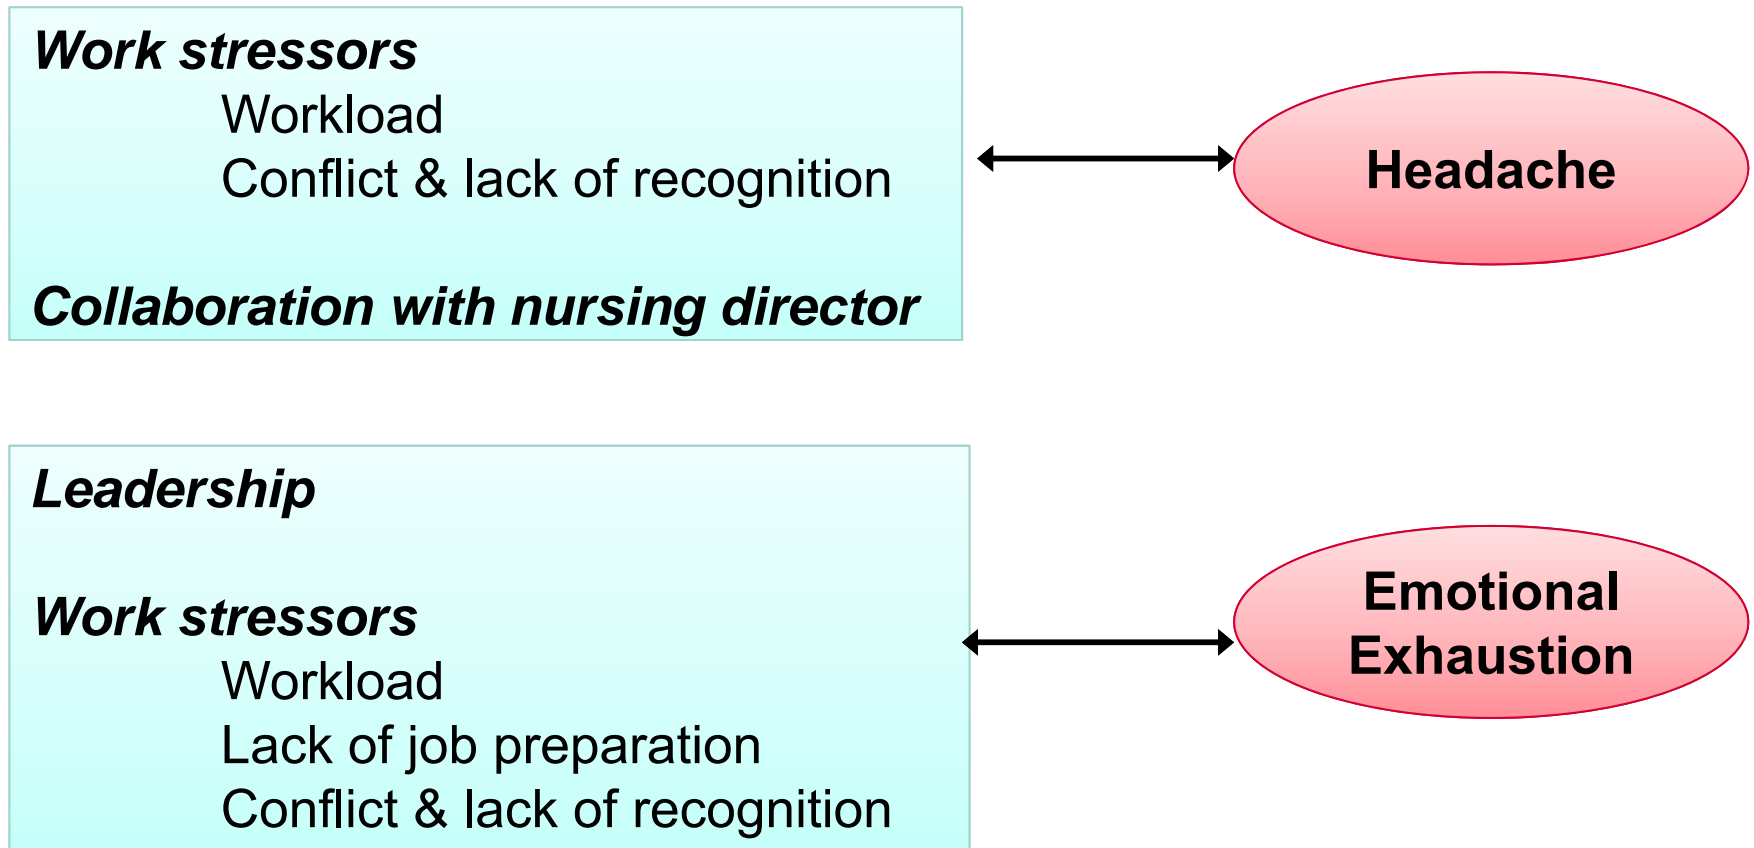 Work stressors
Workload
Conflict & lack of recognition
Collaboration with nursing director
Headache
Leadership
Work stressors
Workload
Lack of job preparation
Conflict & lack of recognition
Emotional
Exhaustion